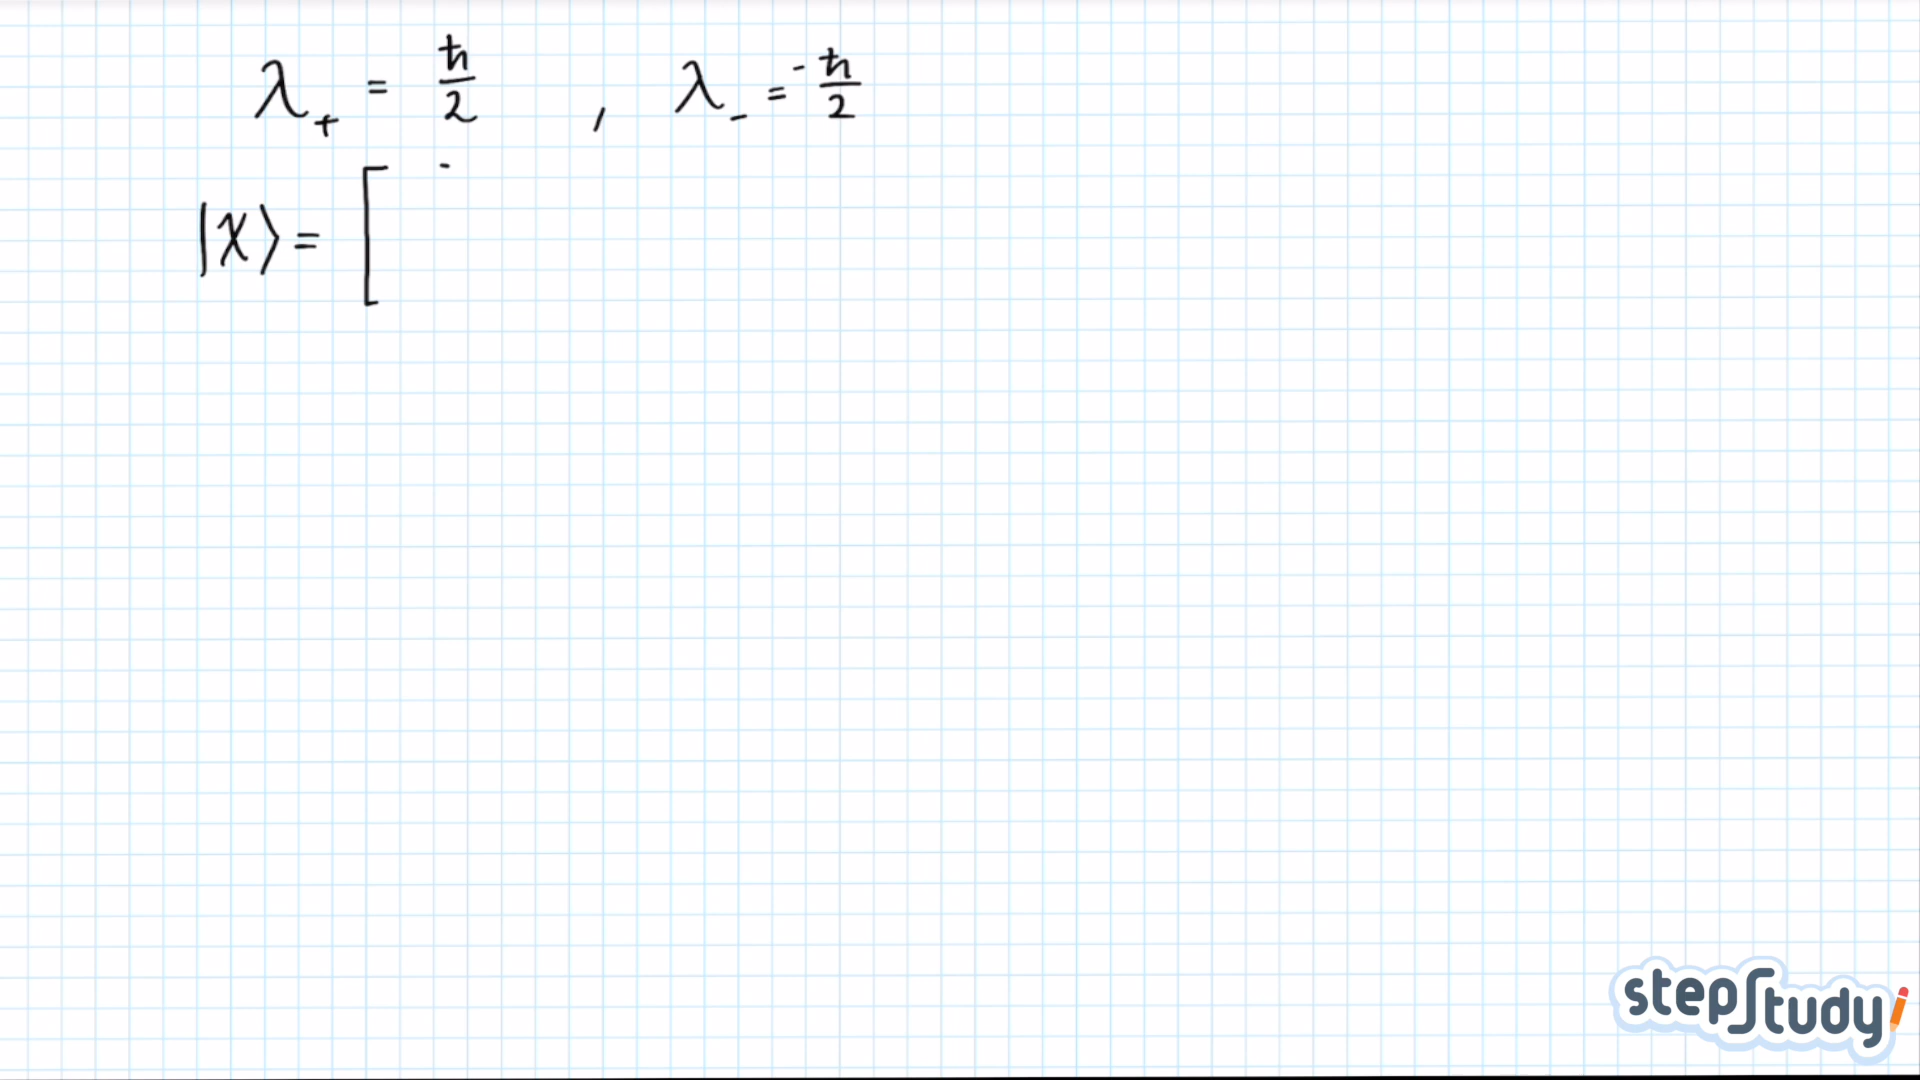 λ₊ = ħ/2 , λ₋ = -ħ/2
|χ⟩ = [
stepStudy